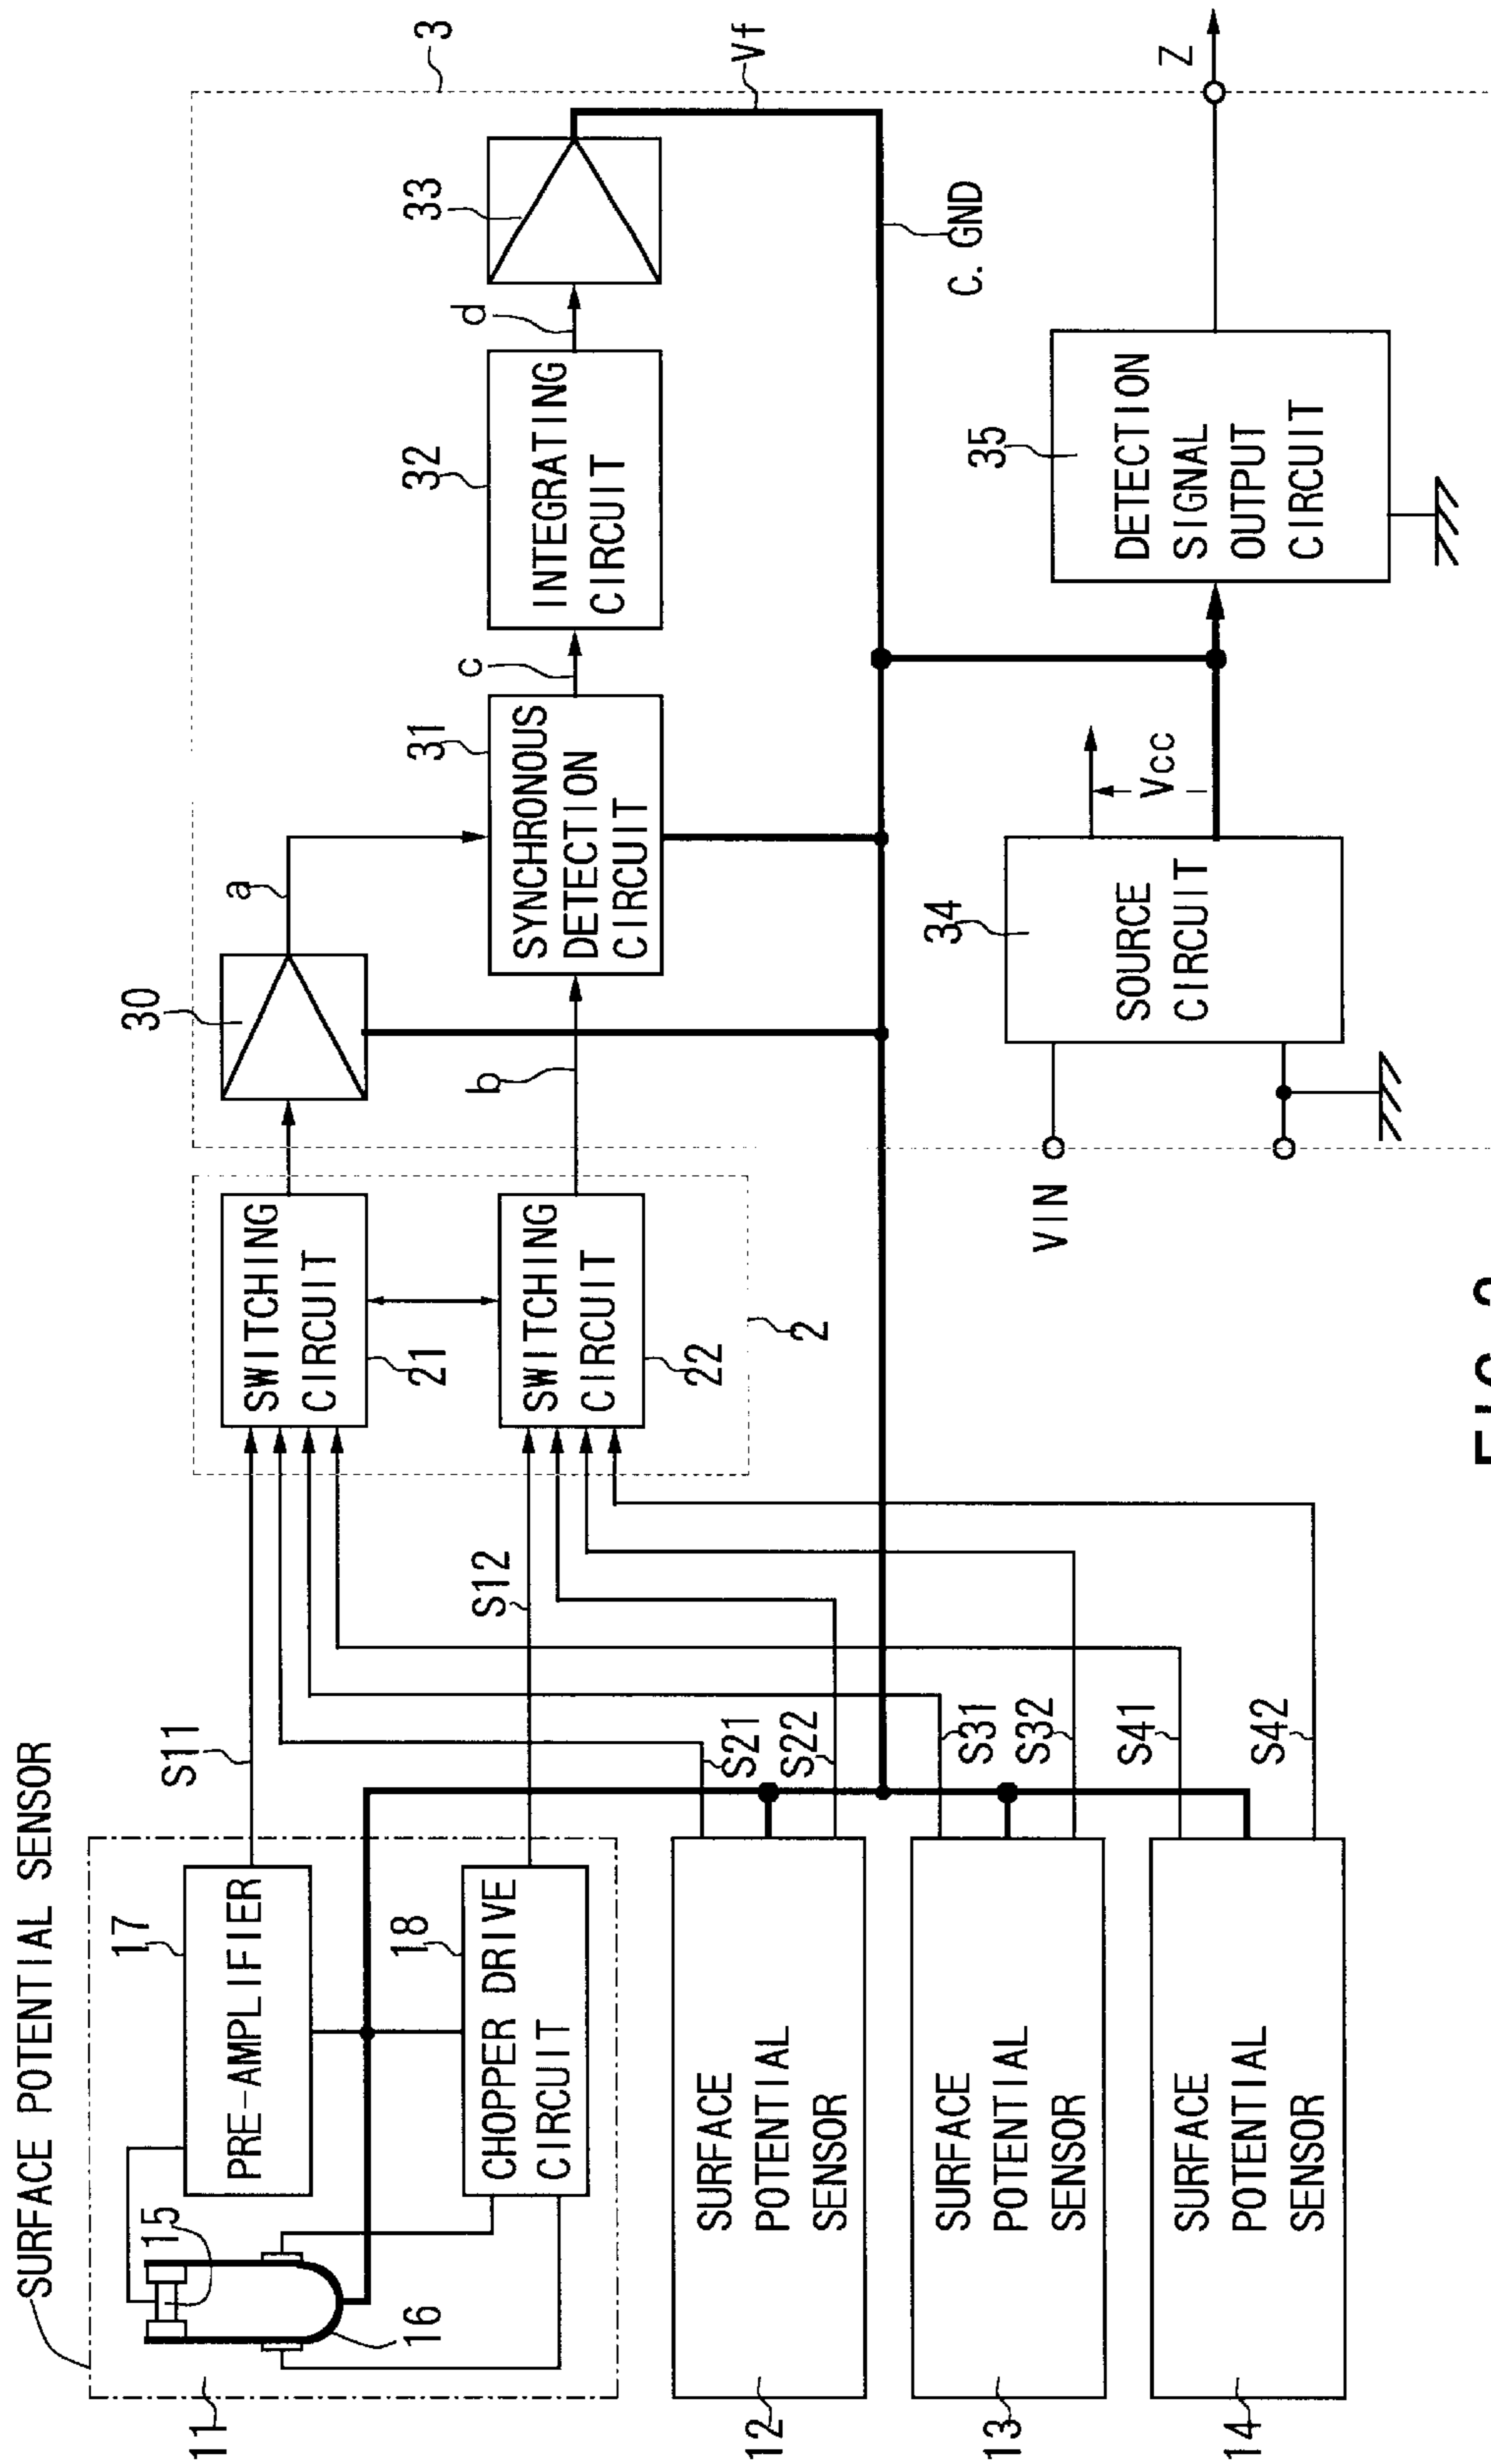 SURFACE POTENTIAL SENSOR
11
15
16
17
PRE-AMPLIFIER
18
CHOPPER DRIVE
CIRCUIT
S11
S12
12
SURFACE
POTENTIAL
SENSOR
S21
S22
13
SURFACE
POTENTIAL
SENSOR
S31
S32
14
SURFACE
POTENTIAL
SENSOR
S41
S42
SWITCHING
CIRCUIT
21
SWITCHING
CIRCUIT
22
2
30
a
b
31
SYNCHRONOUS
DETECTION
CIRCUIT
c
32
INTEGRATING
CIRCUIT
d
33
3
Vf
C. GND
VIN
34
SOURCE
CIRCUIT
Vcc
35
DETECTION
SIGNAL
OUTPUT
CIRCUIT
Z